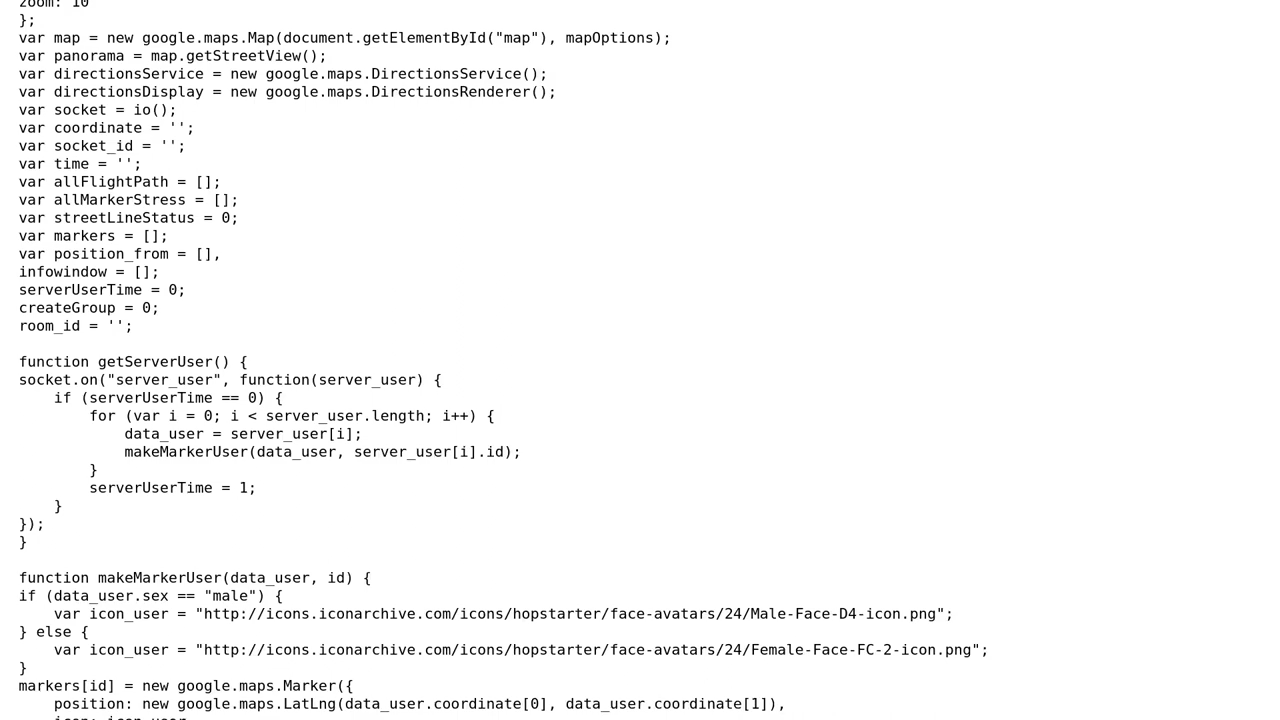 zoom: 10
};
var map = new google.maps.Map(document.getElementById("map"), mapOptions);
var panorama = map.getStreetView();
var directionsService = new google.maps.DirectionsService();
var directionsDisplay = new google.maps.DirectionsRenderer();
var socket = io();
var coordinate = '';
var socket_id = '';
var time = '';
var allFlightPath = [];
var allMarkerStress = [];
var streetLineStatus = 0;
var markers = [];
var position_from = [],
infowindow = [];
serverUserTime = 0;
createGroup = 0;
room_id = '';

function getServerUser() {
socket.on("server_user", function(server_user) {
    if (serverUserTime == 0) {
        for (var i = 0; i < server_user.length; i++) {
            data_user = server_user[i];
            makeMarkerUser(data_user, server_user[i].id);
        }
        serverUserTime = 1;
    }
});
}

function makeMarkerUser(data_user, id) {
if (data_user.sex == "male") {
    var icon_user = "http://icons.iconarchive.com/icons/hopstarter/face-avatars/24/Male-Face-D4-icon.png";
} else {
    var icon_user = "http://icons.iconarchive.com/icons/hopstarter/face-avatars/24/Female-Face-FC-2-icon.png";
}
markers[id] = new google.maps.Marker({
    position: new google.maps.LatLng(data_user.coordinate[0], data_user.coordinate[1]),
    icon: icon_user